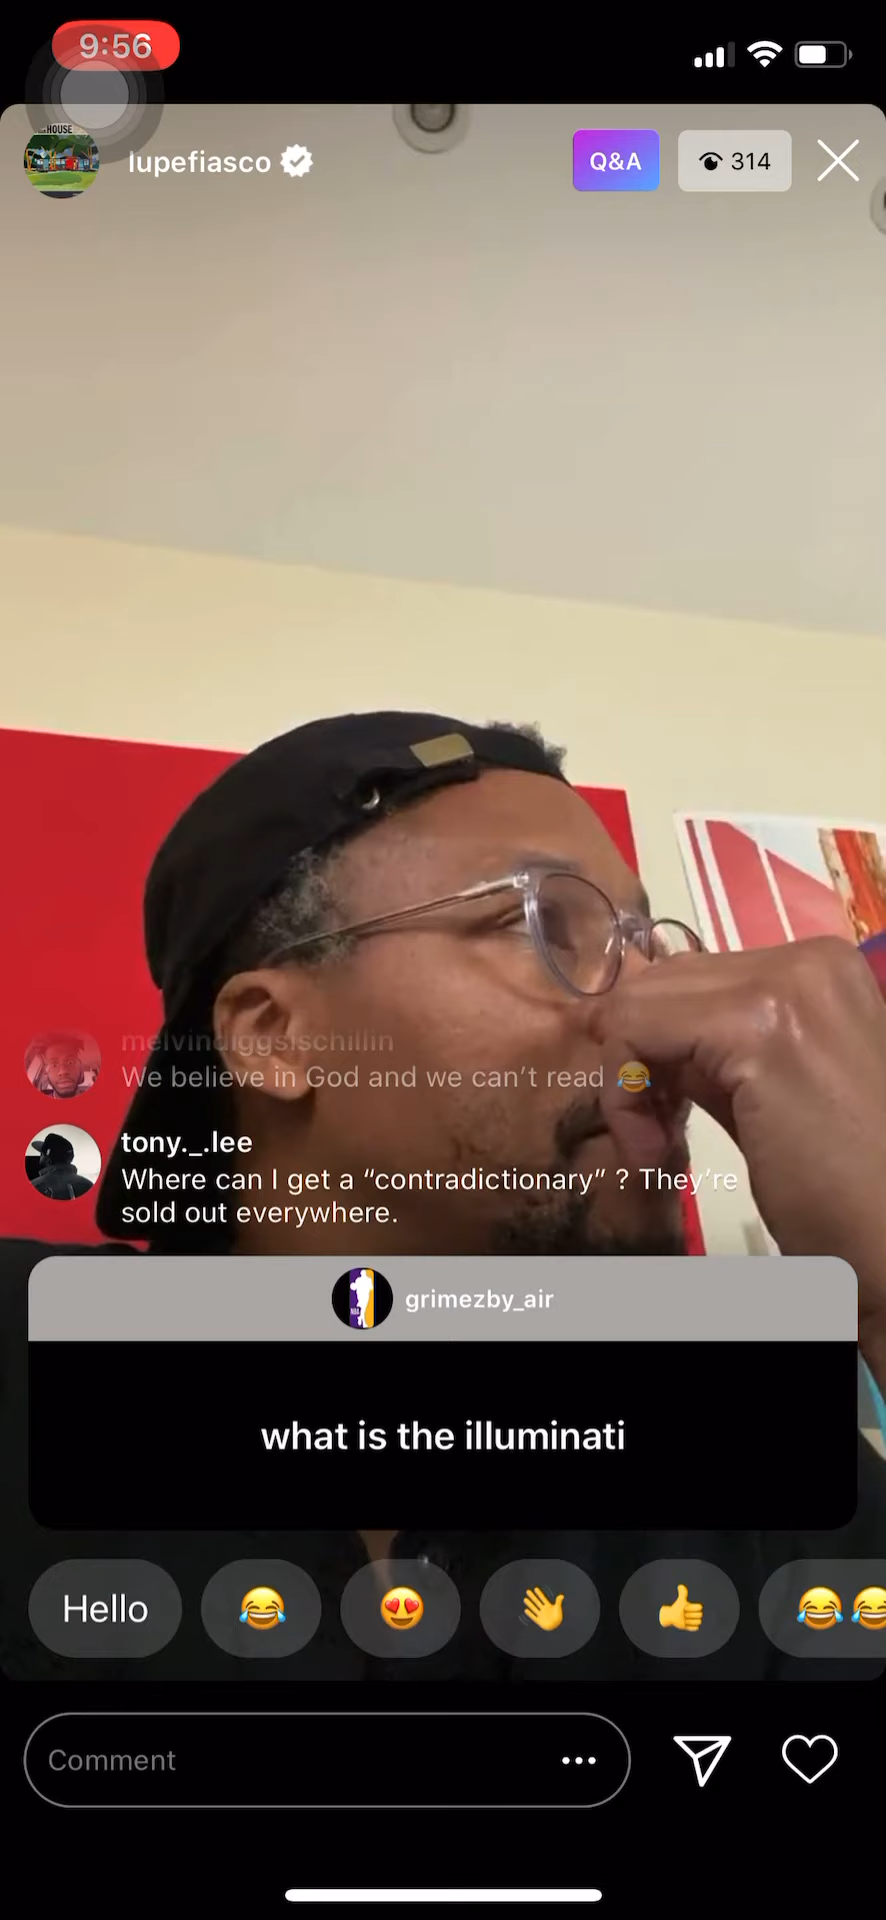 9:56
HOUSE
lupefiasco
Q&A
314
melvindiggsischillin
We believe in God and we can't read 😂
tony._.lee
Where can I get a “contradictionary” ? They're
sold out everywhere.
grimezby_air
what is the illuminati
Hello
Comment